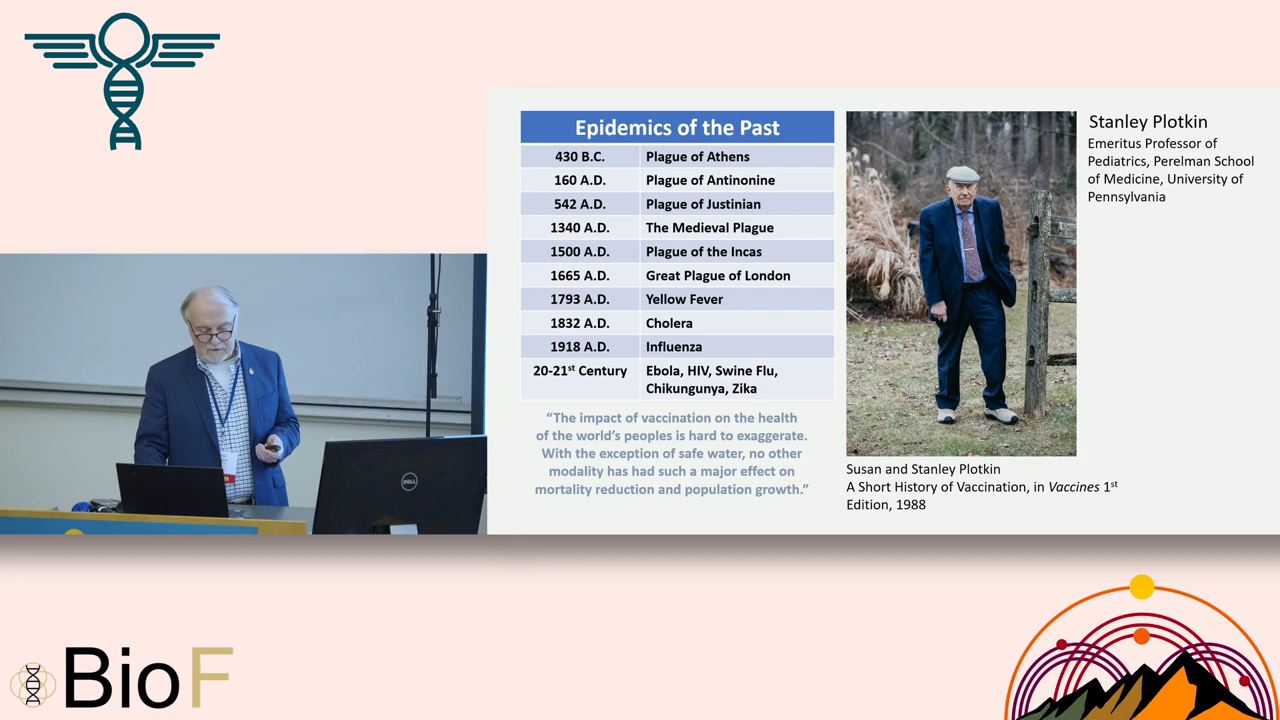 Epidemics of the Past
430 B.C. Plague of Athens
160 A.D. Plague of Antinonine
542 A.D. Plague of Justinian
1340 A.D. The Medieval Plague
1500 A.D. Plague of the Incas
1665 A.D. Great Plague of London
1793 A.D. Yellow Fever
1832 A.D. Cholera
1918 A.D. Influenza
20-21st Century Ebola, HIV, Swine Flu,
Chikungunya, Zika
“The impact of vaccination on the health
of the world’s peoples is hard to exaggerate.
With the exception of safe water, no other
modality has had such a major effect on
mortality reduction and population growth.”
Stanley Plotkin
Emeritus Professor of
Pediatrics, Perelman School
of Medicine, University of
Pennsylvania
Susan and Stanley Plotkin
A Short History of Vaccination, in Vaccines 1st
Edition, 1988
DELL
BioF